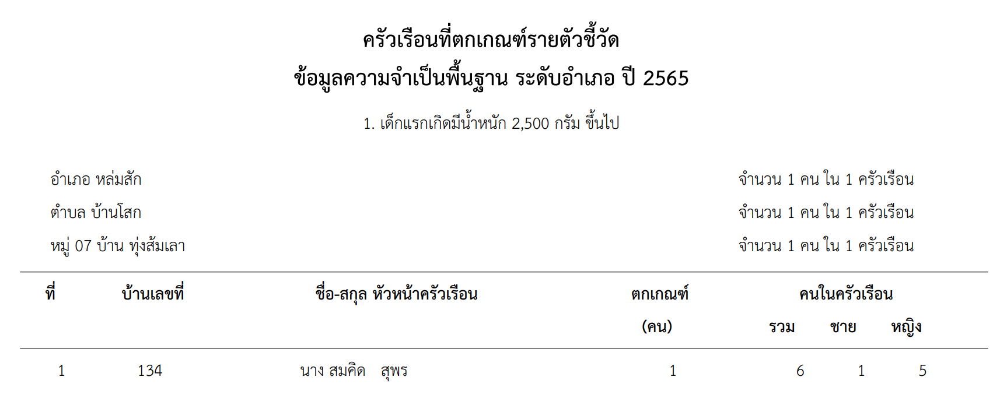 ครัวเรือนที่ตกเกณฑ์รายตัวชี้วัด
ข้อมูลความจำเป็นพื้นฐาน ระดับอำเภอ ปี 2565
1. เด็กแรกเกิดมีน้ำหนัก 2,500 กรัม ขึ้นไป
อำเภอ หล่มสัก จำนวน 1 คน ใน 1 ครัวเรือน
ตำบล บ้านโสก จำนวน 1 คน ใน 1 ครัวเรือน
หมู่ 07 บ้าน ทุ่งส้มเลา จำนวน 1 คน ใน 1 ครัวเรือน
ที่ บ้านเลขที่ ชื่อ-สกุล หัวหน้าครัวเรือน ตกเกณฑ์ คนในครัวเรือน
(คน) รวม ชาย หญิง
1 134 นาง สมคิด สุพร 1 6 1 5